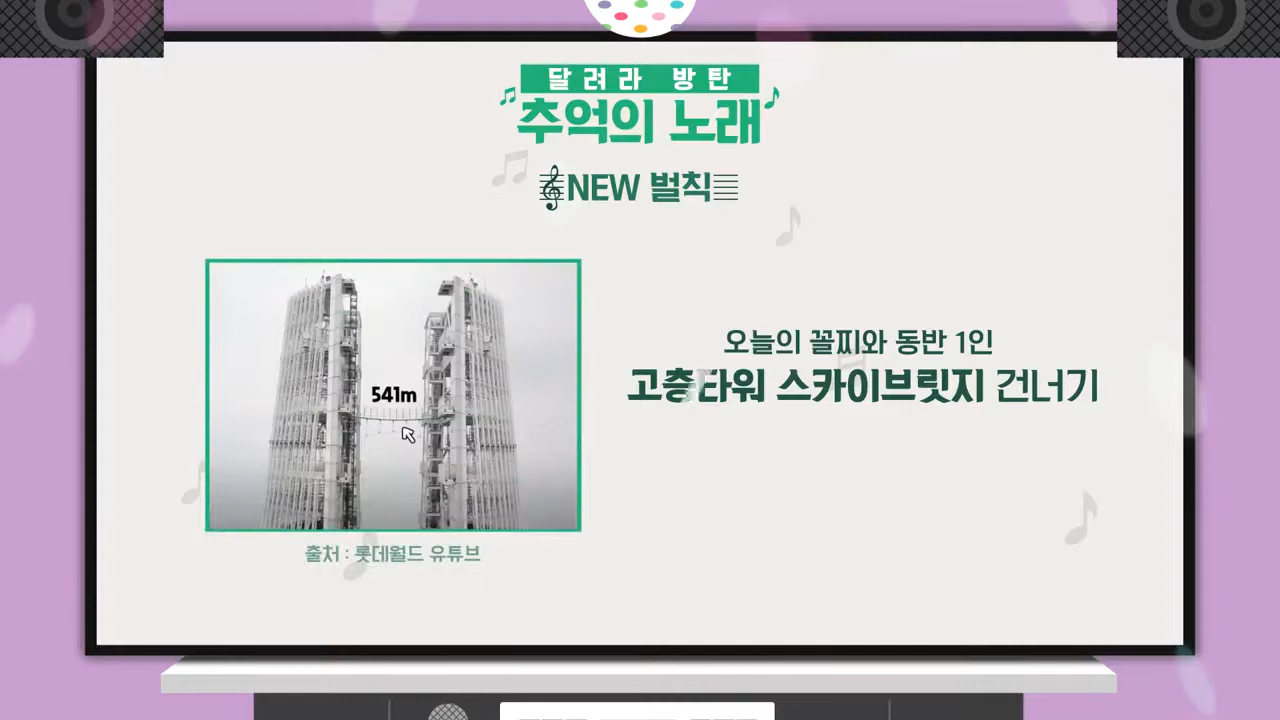 달려라 방탄
추억의 노래
NEW 벌칙
541m
오늘의 꼴찌와 동반 1인
고층타워 스카이브릿지 건너기
출처 : 롯데월드 유튜브